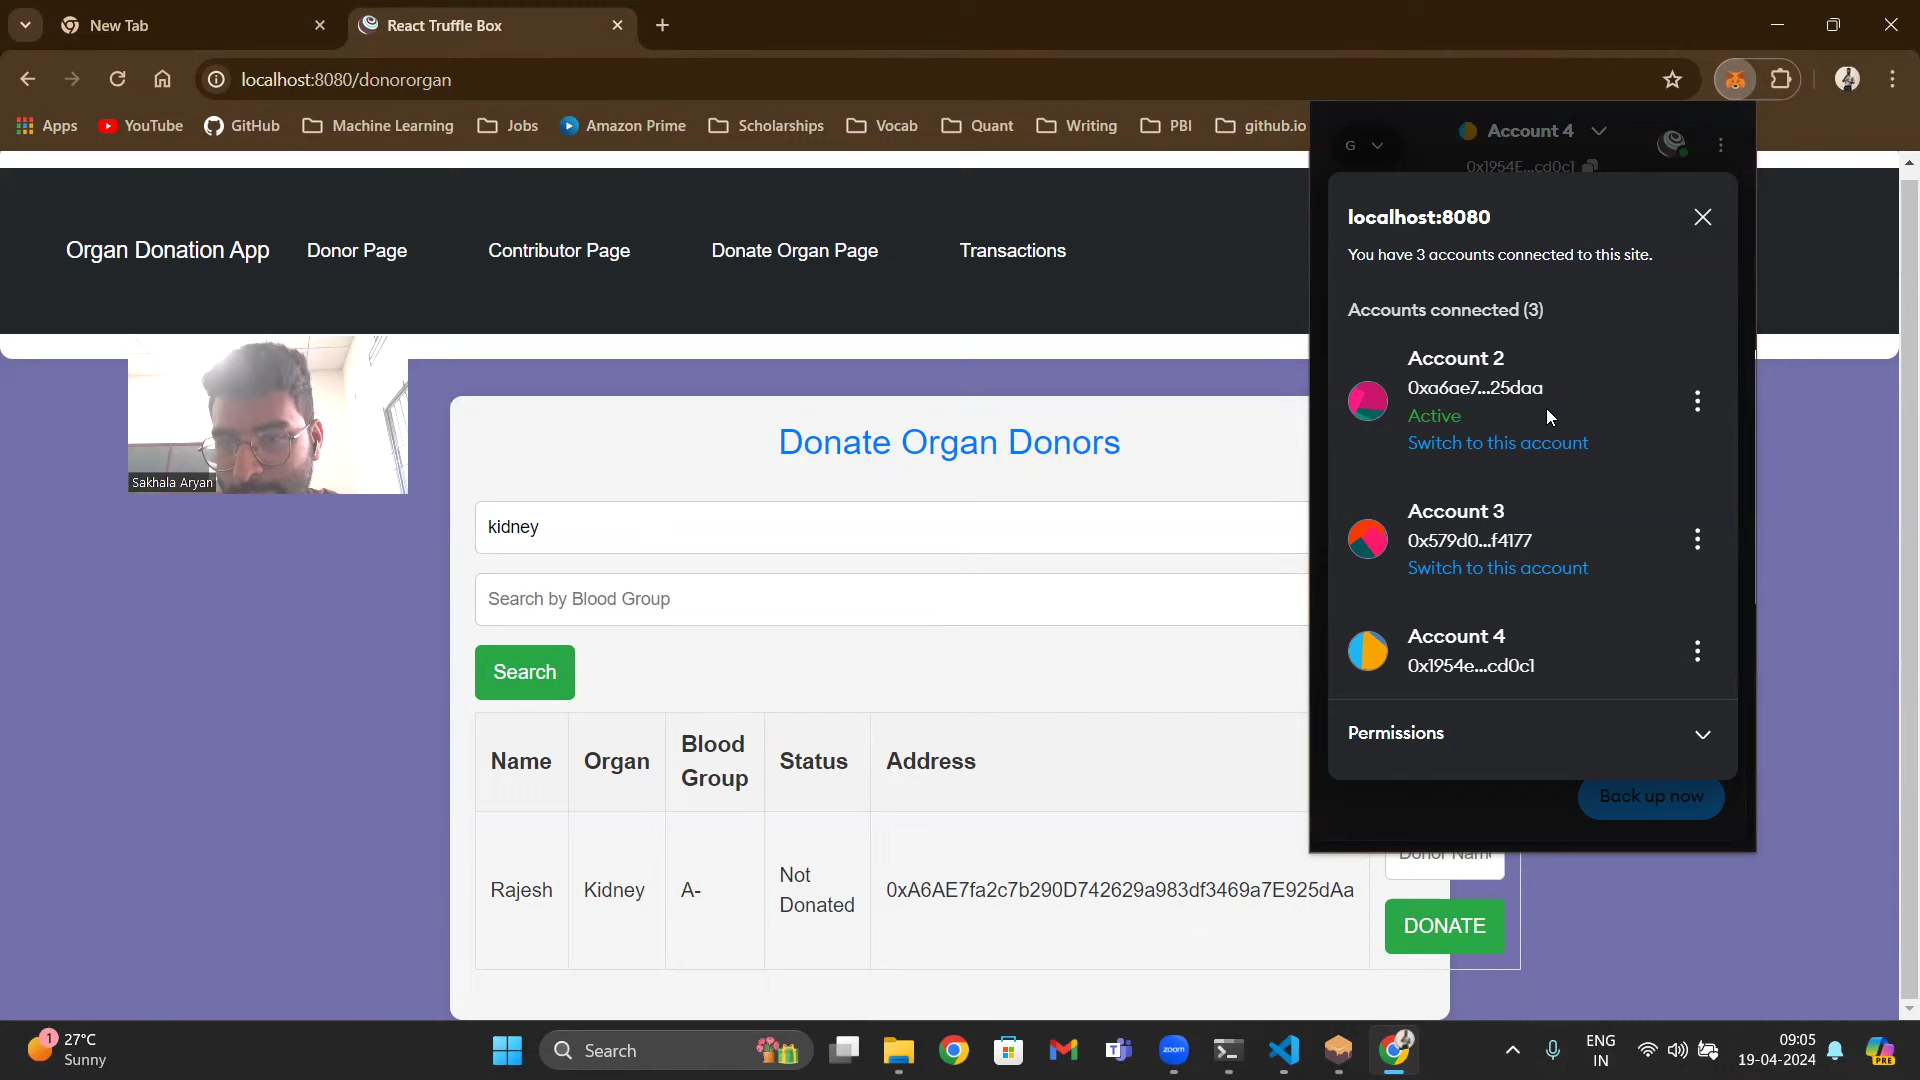 New Tab
React Truffle Box
localhost:8080/donororgan
Apps
YouTube
GitHub
Machine Learning
Jobs
Amazon Prime
Scholarships
Vocab
Quant
Writing
PBI
github.io
G
Account 4
0x1954E...cd0c1
localhost:8080
You have 3 accounts connected to this site.
Accounts connected (3)
Account 2
0xa6ae7...25daa
Active
Switch to this account
Account 3
0x579d0...f4177
Switch to this account
Account 4
0x1954e...cd0c1
Permissions
Back up now
Organ Donation App
Donor Page
Contributor Page
Donate Organ Page
Transactions
Sakhala Aryan
Donate Organ Donors
kidney
Search by Blood Group
Search
Name
Organ
Blood
Group
Status
Address
Rajesh
Kidney
A-
Not
Donated
0xA6AE7fa2c7b290D742629a983df3469a7E925dAa
Donor Name
DONATE
1
27°C
Sunny
Search
zoom
ENG
IN
09:05
19-04-2024
PRE